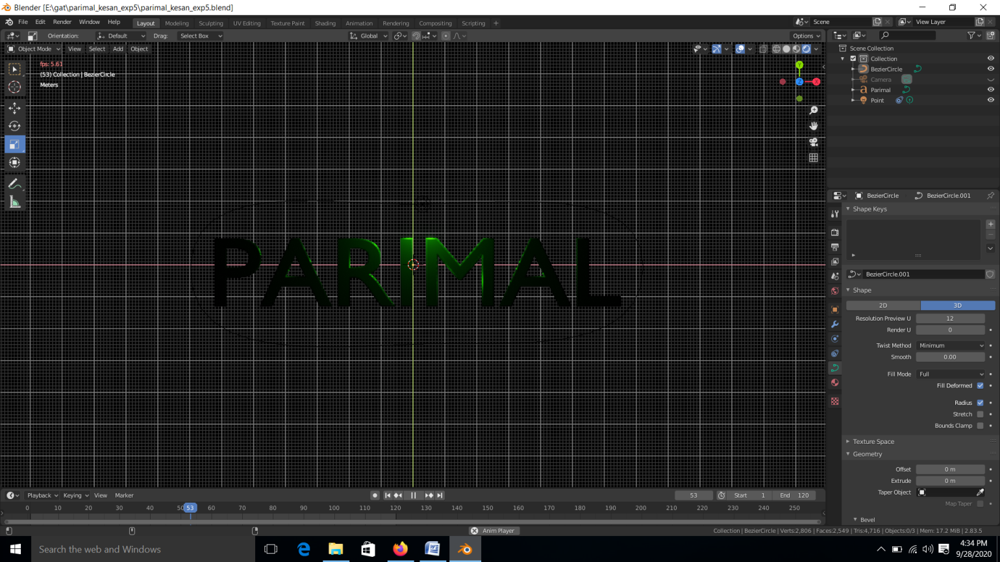 Blender [E:\gat\parimal_kesan_exp5\parimal_kesan_exp5.blend]
File Edit Render Window Help Layout Modeling Sculpting UV Editing Texture Paint Shading Animation Rendering Compositing Scripting + Scene View Layer
Orientation: Default Drag: Select Box Global Options
Object Mode View Select Add Object
Scene Collection
Collection
BezierCircle
Camera
Parimal
Point
fps: 5.61
(53) Collection | BezierCircle
Meters
Y
Z X
PARIMAL
BezierCircle BezierCircle.001
Shape Keys
BezierCircle.001
Shape
2D 3D
Resolution Preview U 12
Render U 0
Twist Method Minimum
Smooth 0.00
Fill Mode Full
Fill Deformed
Radius
Stretch
Bounds Clamp
Texture Space
Geometry
Offset 0 m
Extrude 0 m
Taper Object
Map Taper
Bevel
Playback Keying View Marker 53 Start 1 End 120
0 10 20 30 40 50 53 60 70 80 90 100 110 120 130 140 150 160 170 180 190 200 210 220 230 240 250
Anim Player
Collection | BezierCircle | Verts:2,806 | Faces:2,549 | Tris:4,716 | Objects:0/3 | Mem: 17.2 MiB | 2.83.5
Search the web and Windows
4:34 PM
9/28/2020